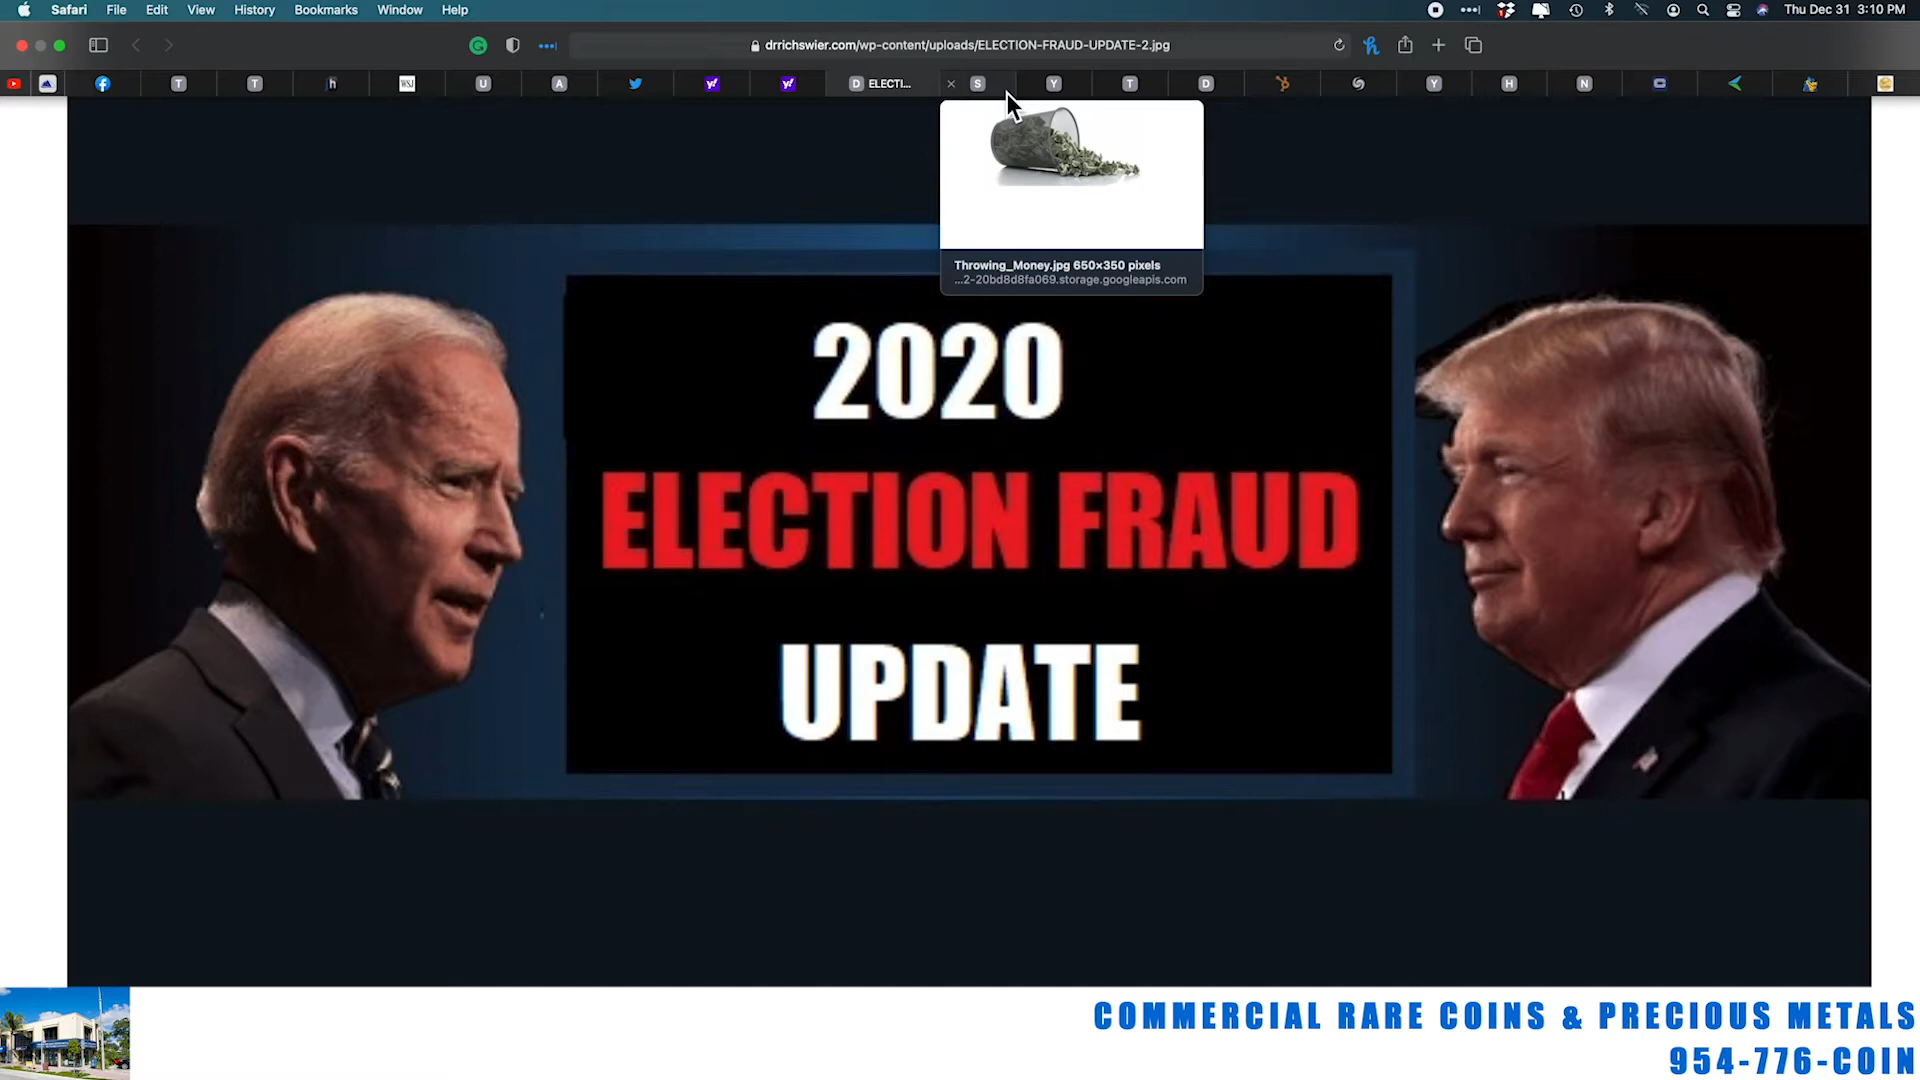 Safari File Edit View History Bookmarks Window Help Thu Dec 31 3:10 PM
drrichswier.com/wp-content/uploads/ELECTION-FRAUD-UPDATE-2.jpg
T T h WSJ U A y! y! D ELECTI... S Y T D Y H N
Throwing_Money.jpg 650×350 pixels
...2-20bd8d8fa069.storage.googleapis.com
2020
ELECTION FRAUD
UPDATE
COMMERCIAL RARE COINS & PRECIOUS METALS
954-776-COIN